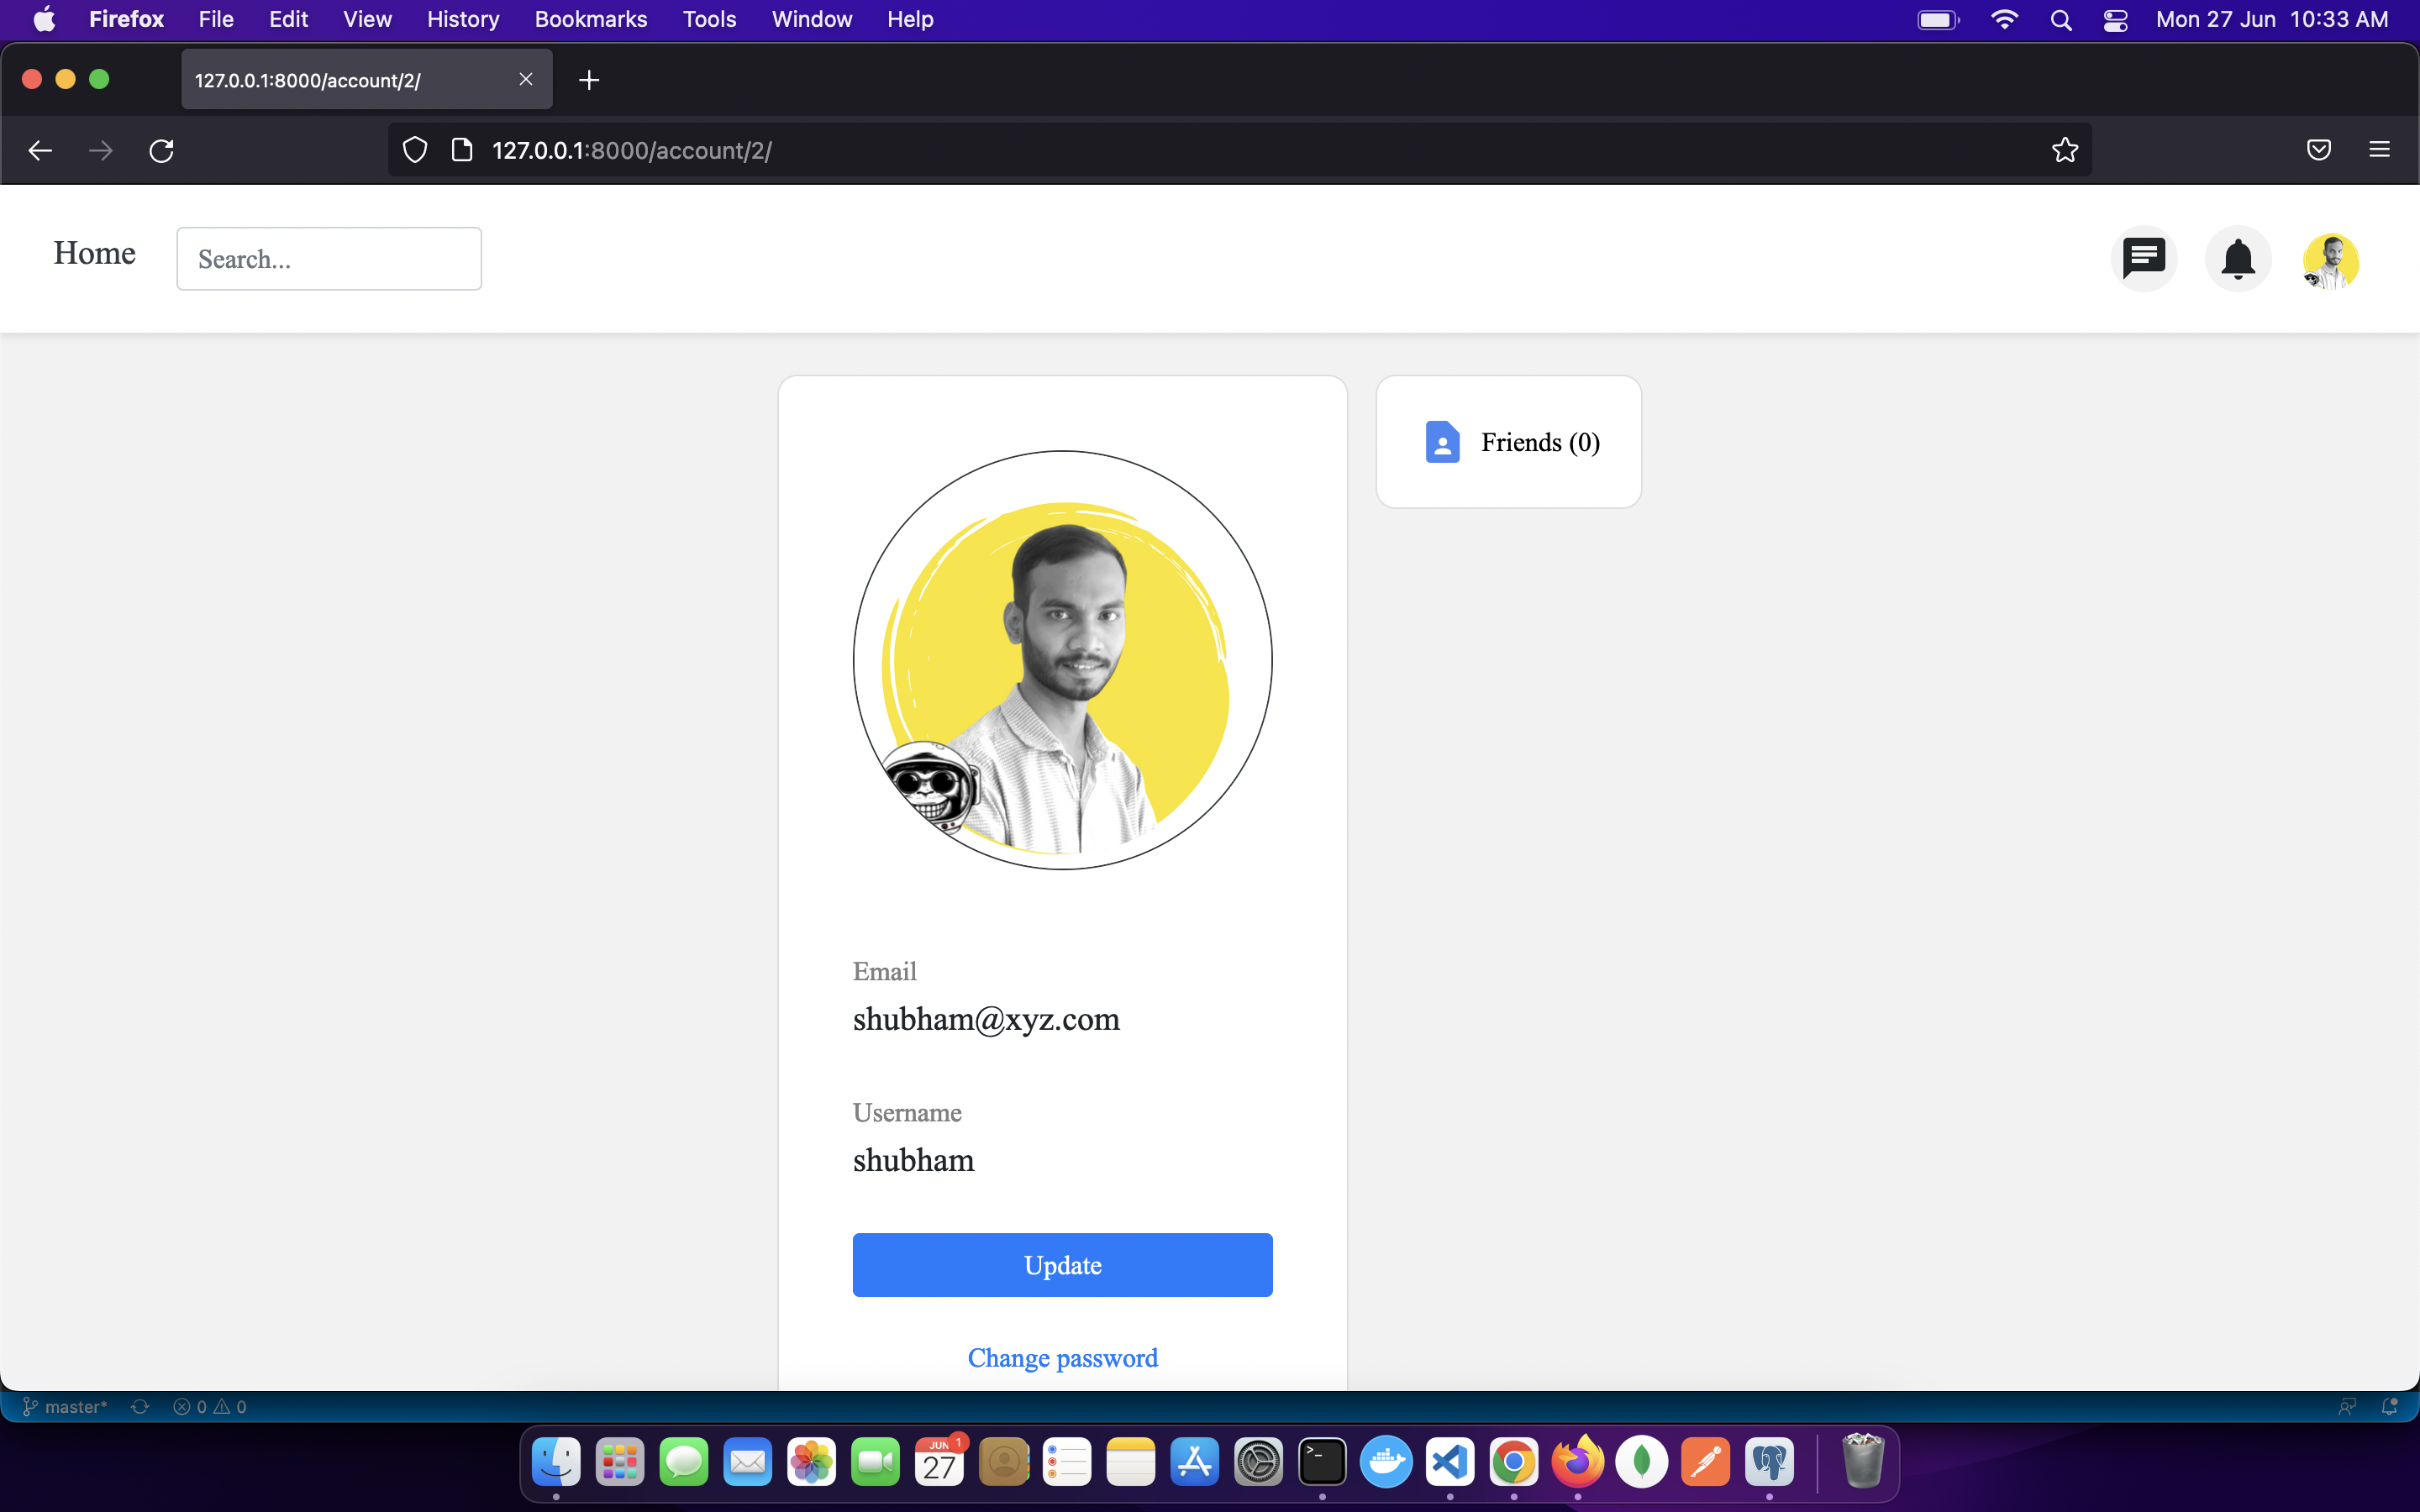 Firefox File Edit View History Bookmarks Tools Window Help Mon 27 Jun 10:33 AM
127.0.0.1:8000/account/2/
127.0.0.1:8000/account/2/
Home Search...
Friends (0)
Email
shubham@xyz.com
Username
shubham
Update
Change password
master* 0 0
JUN 1
27
>_